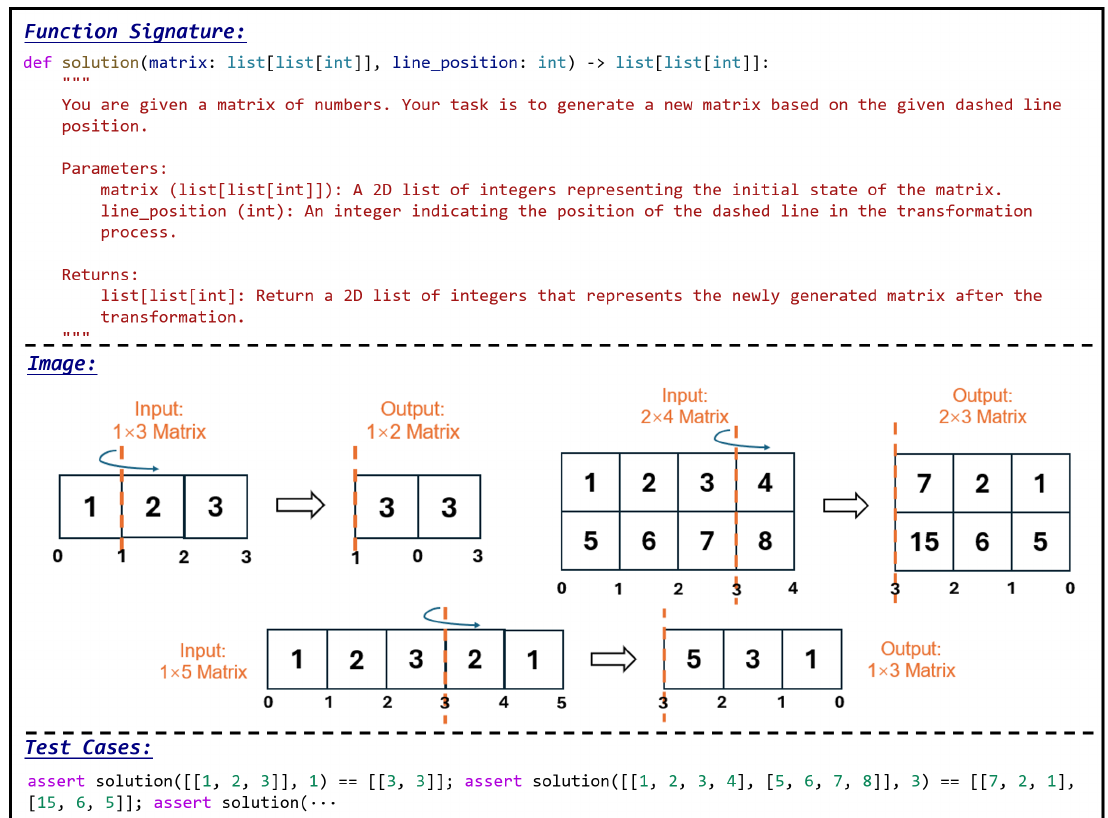 Function Signature:
def solution(matrix: list[list[int]], line_position: int) -> list[list[int]]:
"""
You are given a matrix of numbers. Your task is to generate a new matrix based on the given dashed line
position.
Parameters:
matrix (list[list[int]]): A 2D list of integers representing the initial state of the matrix.
line_position (int): An integer indicating the position of the dashed line in the transformation
process.
Returns:
list[list[int]: Return a 2D list of integers that represents the newly generated matrix after the
transformation.
"""
Image:
Input:
1×3 Matrix
1 2 3
0 1 2 3
Output:
1×2 Matrix
3 3
1 0 3
Input:
2×4 Matrix
1 2 3 4
5 6 7 8
0 1 2 3 4
Output:
2×3 Matrix
7 2 1
15 6 5
3 2 1 0
Input:
1×5 Matrix
1 2 3 2 1
0 1 2 3 4 5
5 3 1
3 2 1 0
Output:
1×3 Matrix
Test Cases:
assert solution([[1, 2, 3]], 1) == [[3, 3]]; assert solution([[1, 2, 3, 4], [5, 6, 7, 8]], 3) == [[7, 2, 1],
[15, 6, 5]]; assert solution(···